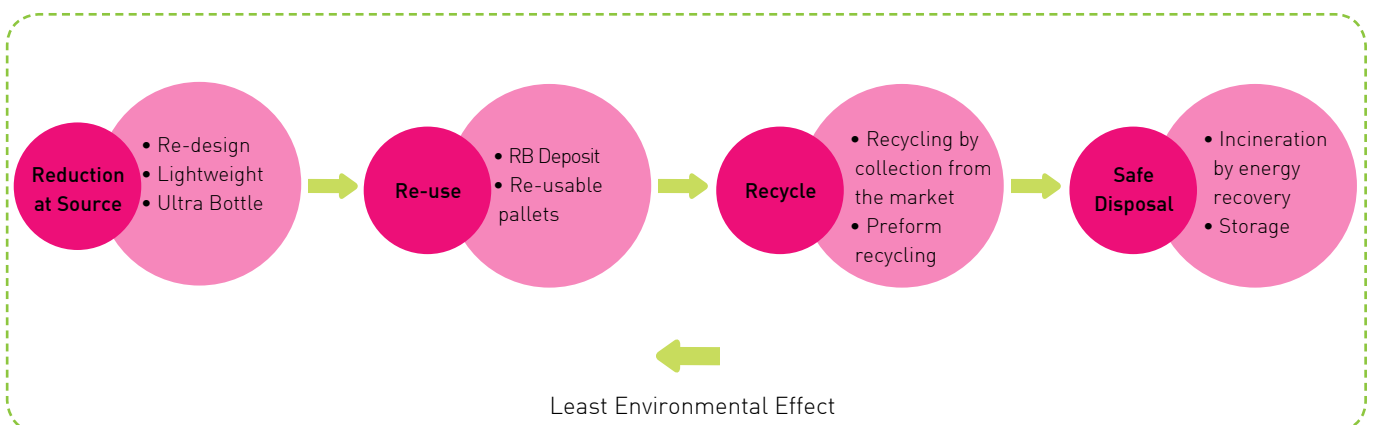 Reduction
at Source
• Re-design
• Lightweight
• Ultra Bottle
Re-use
• RB Deposit
• Re-usable
pallets
Recycle
• Recycling by
collection from
the market
• Preform
recycling
Safe
Disposal
• Incineration
by energy
recovery
• Storage
Least Environmental Effect